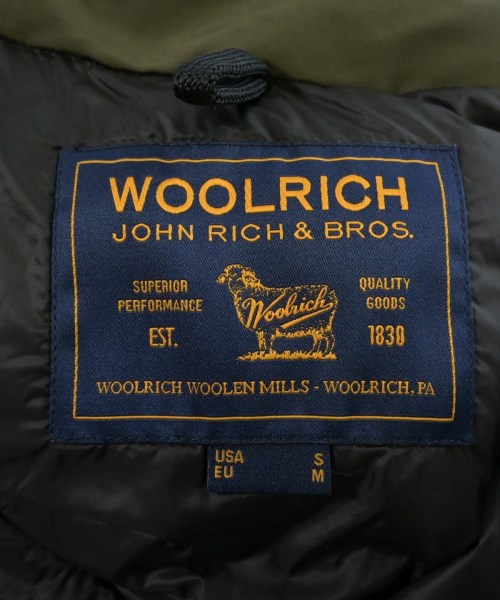 WOOLRICH
JOHN RICH & BROS.
SUPERIOR PERFORMANCE
Woolrich
QUALITY GOODS
EST.
1830
WOOLRICH WOOLEN MILLS - WOOLRICH, PA
USA S
EU M